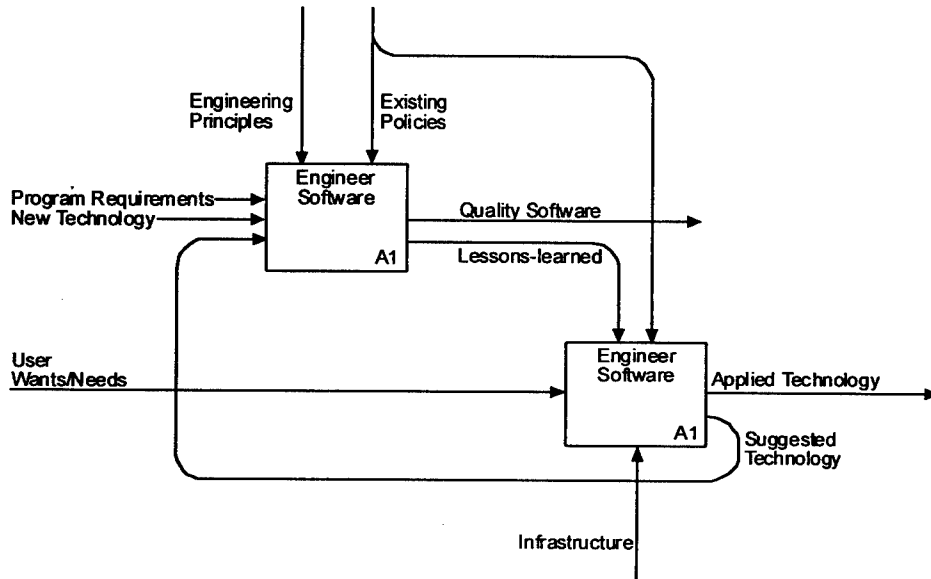 Engineering
Principles
Existing
Policies
Engineer
Software
A1
Program Requirements
New Technology
Quality Software
Lessons-learned
User
Wants/Needs
Engineer
Software
A1
Applied Technology
Suggested
Technology
Infrastructure